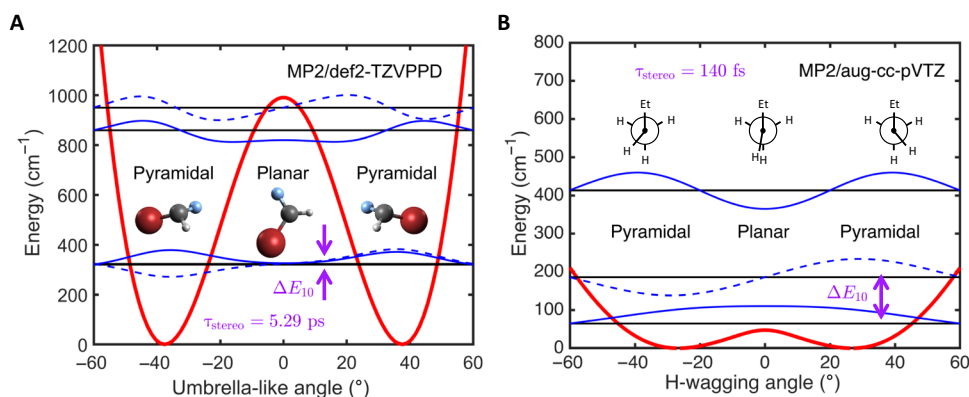 A
1200
1000
800
600
400
200
0
Energy (cm−1)
MP2/def2-TZVPPD
Pyramidal
Planar
Pyramidal
ΔE10
τstereo = 5.29 ps
−60
−40
−20
0
20
40
60
Umbrella-like angle (°)
B
800
700
600
500
400
300
200
100
0
Energy (cm−1)
τstereo = 140 fs
MP2/aug-cc-pVTZ
Et
H
H
H
H
Et
H
H
H
H
Et
H
H
H
H
Pyramidal
Planar
Pyramidal
ΔE10
−60
−40
−20
0
20
40
60
H-wagging angle (°)